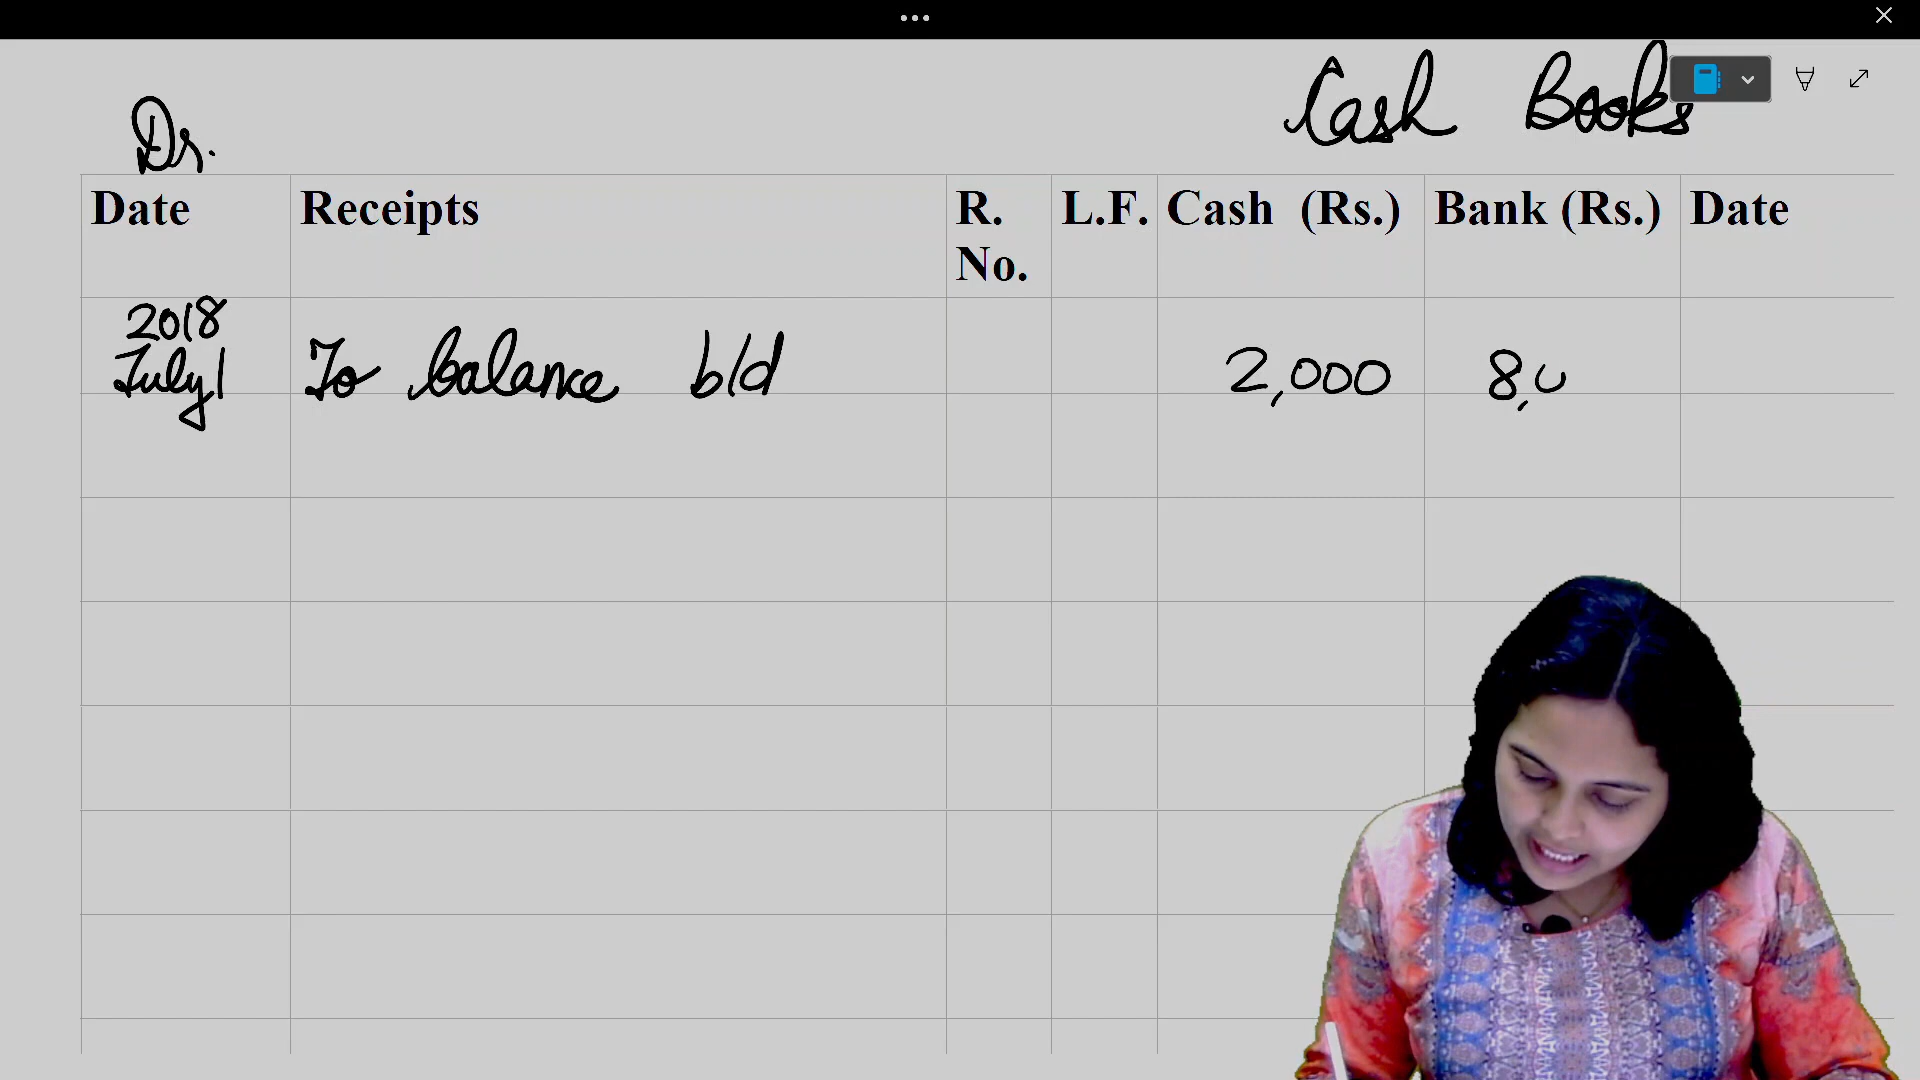 Cash Books
Dr.
Date Receipts R. No. L.F. Cash (Rs.) Bank (Rs.) Date
2018
July 1 To balance b/d 2,000 8,0